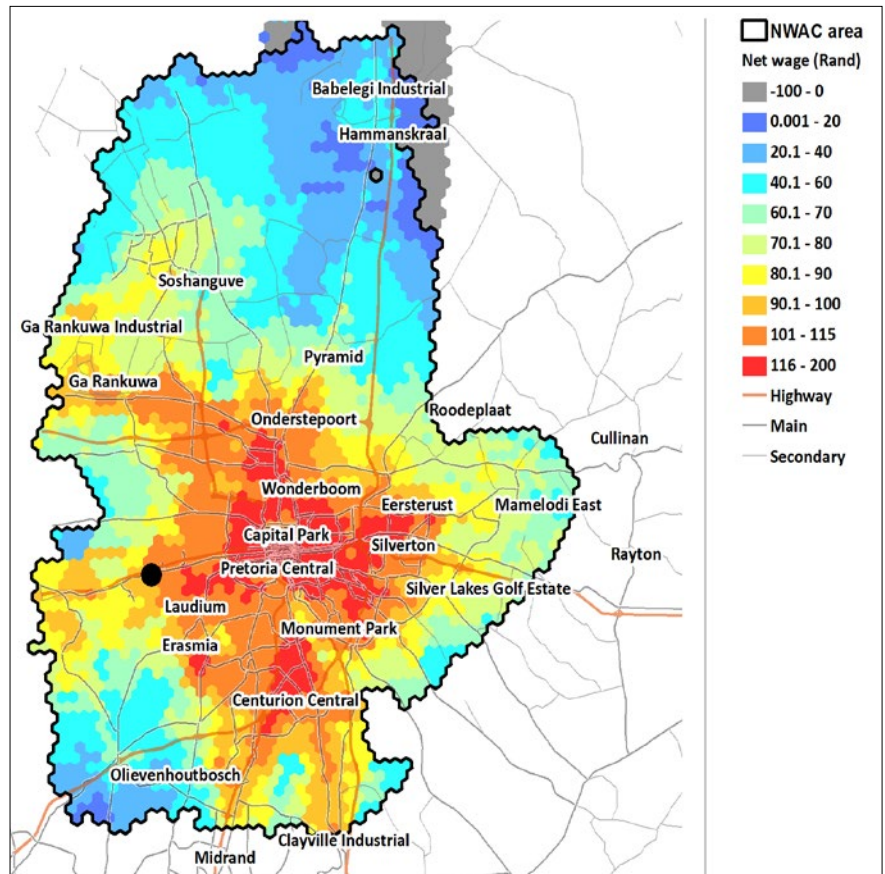 Babelegi Industrial
Hammanskraal
Soshanguve
Ga Rankuwa Industrial
Pyramid
Ga Rankuwa
Roodeplaat
Onderstepoort
Cullinan
Wonderboom
Eersterust
Mamelodi East
Capital Park
Silverton
Rayton
Pretoria Central
Silver Lakes Golf Estate
Laudium
Monument Park
Erasmia
Centurion Central
Olievenhoutbosch
Clayville Industrial
Midrand
NWAC area
Net wage (Rand)
-100 - 0
0.001 - 20
20.1 - 40
40.1 - 60
60.1 - 70
70.1 - 80
80.1 - 90
90.1 - 100
101 - 115
116 - 200
Highway
Main
Secondary